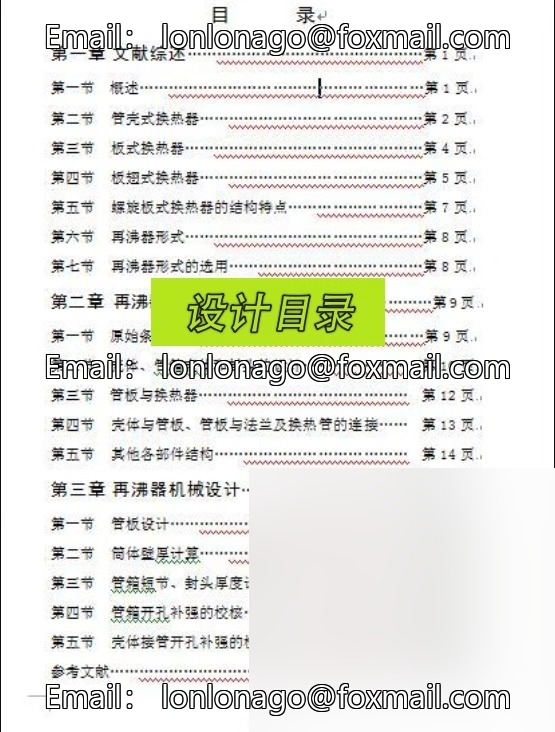 目 录
Email: lonlonago@foxmail.com
第一章 文献综述……第1页
第一节 概述……第1页
第二节 管壳式换热器……第2页
第三节 板式换热器……第4页
第四节 板翅式换热器……第5页
第五节 螺旋板式换热器的结构特点……第7页
第六节 再沸器形式……第8页
第七节 再沸器形式的选用……第8页
第二章 再沸……第9页
设计目录
第一节 原始条……第9页
Email: lonlonago@foxmail.com
第三节 管板与换热器……第12页
第四节 壳体与管板、管板与法兰及换热管的连接……第13页
第五节 其他各部件结构……第14页
第三章 再沸器机械设计…
第一节 管板设计……
第二节 筒体壁厚计算……
第三节 管箱短节、封头厚度
第四节 管箱开孔补强的校核…
第五节 壳体接管开孔补强的
参考文献……
Email: lonlonago@foxmail.com